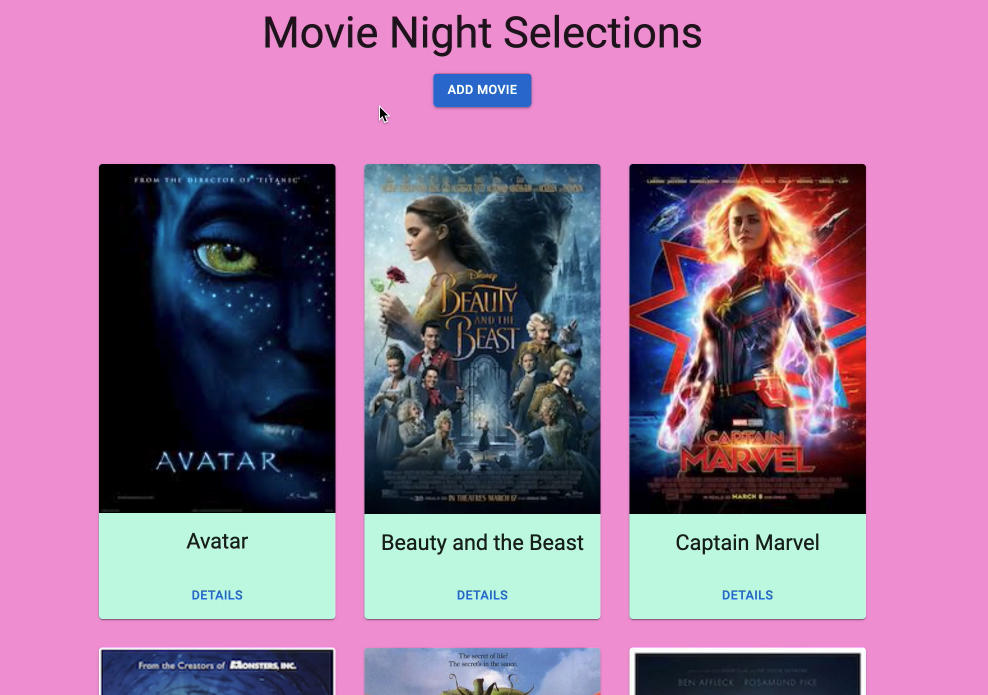 Movie Night Selections
ADD MOVIE
FROM THE DIRECTOR OF 'TITANIC'
AVATAR
Avatar
DETAILS
Disney
BEAUTY
AND THE
BEAST
IN THEATRES MARCH 17
Beauty and the Beast
DETAILS
MARVEL STUDIOS
CAPTAIN
MARVEL
MARCH 8
Captain Marvel
DETAILS
From the Creators of MONSTERS, INC.
The secret of life?
The secret's in the sauce.
BEN AFFLECK ROSAMUND PIKE